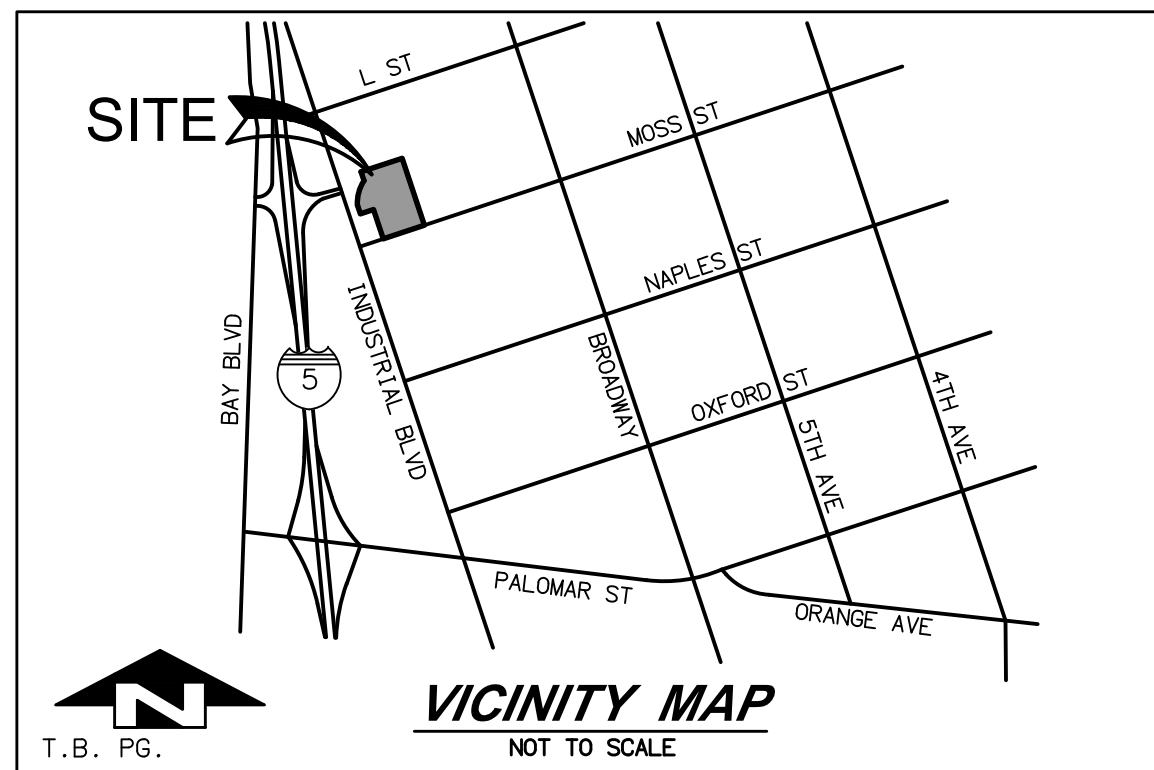 L ST
SITE
MOSS ST
NAPLES ST
BAY BLVD
INDUSTRIAL BLVD
5
BROADWAY
OXFORD ST
4TH AVE
5TH AVE
PALOMAR ST
ORANGE AVE
N
VICINITY MAP
NOT TO SCALE
T.B. PG.